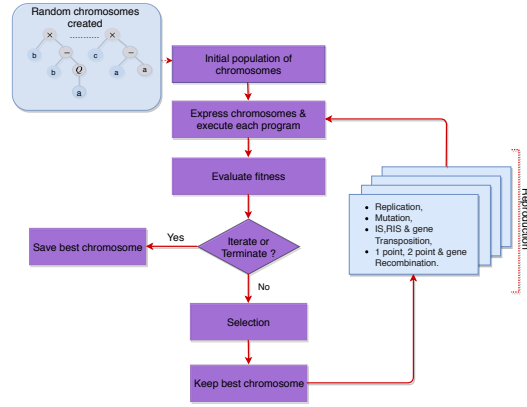 Random chromosomes
created
× ........... ×
b − c −
b Q a a
a
Initial population of
chromosomes
Express chromosomes &
execute each program
Evaluate fitness
Iterate or
Terminate ?
Yes
Save best chromosome
No
Selection
Keep best chromosome
• Replication,
• Mutation,
• IS,RIS & gene
Transposition,
• 1 point, 2 point & gene
Recombination.
Reproduction